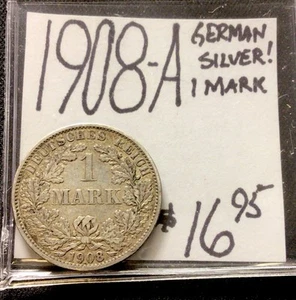 1908-A
GERMAN
SILVER!
1 MARK
DEUTSCHES REICH
1
MARK
1908
$16 95